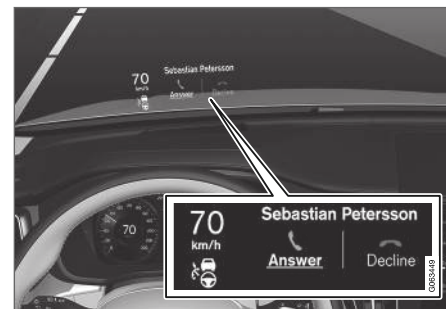 70
km/h
Sebastian Petersson
Answer
Decline
70
70
km/h
Sebastian Petersson
Answer
Decline
G063449